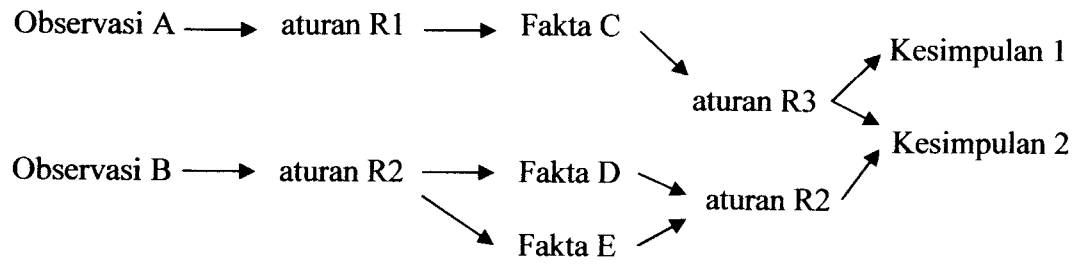 Observasi A aturan R1 Fakta C
Kesimpulan 1
aturan R3
Kesimpulan 2
Observasi B aturan R2 Fakta D
aturan R2
Fakta E